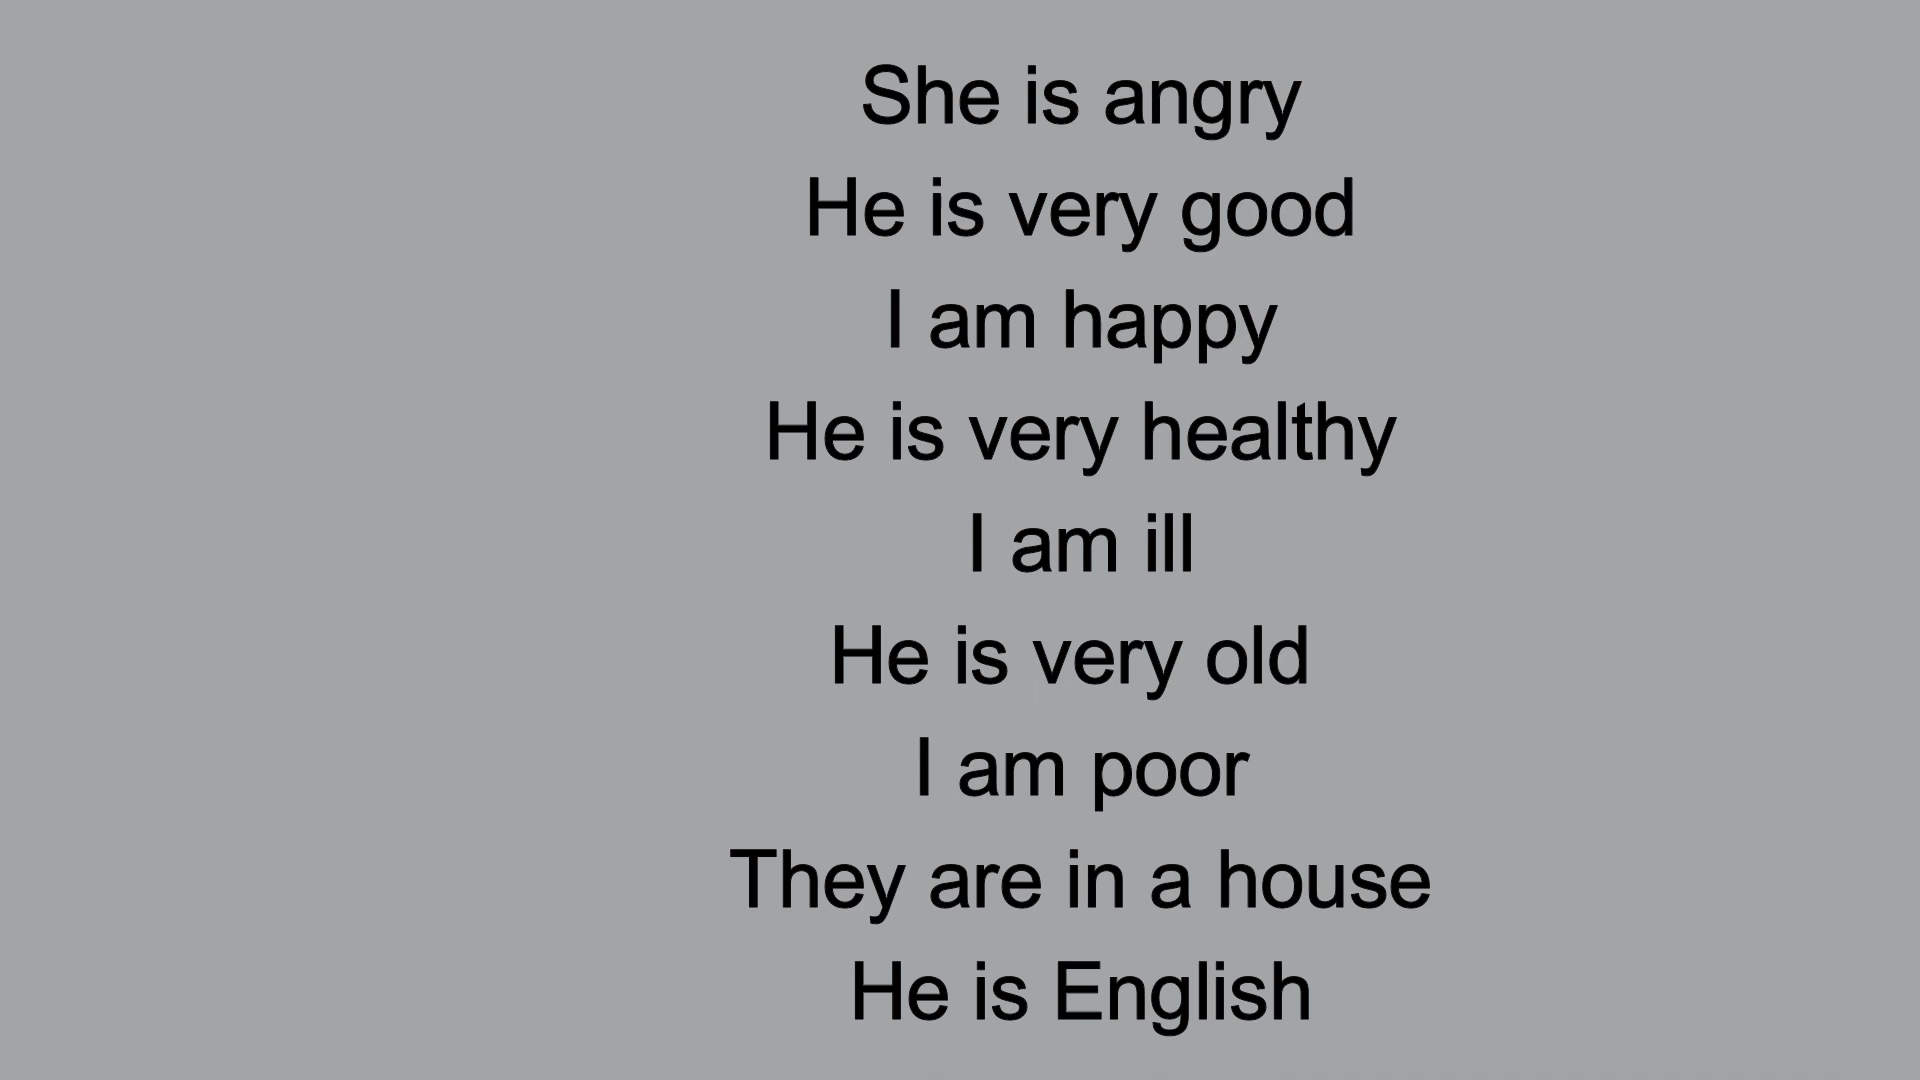 She is angry
He is very good
I am happy
He is very healthy
I am ill
He is very old
I am poor
They are in a house
He is English